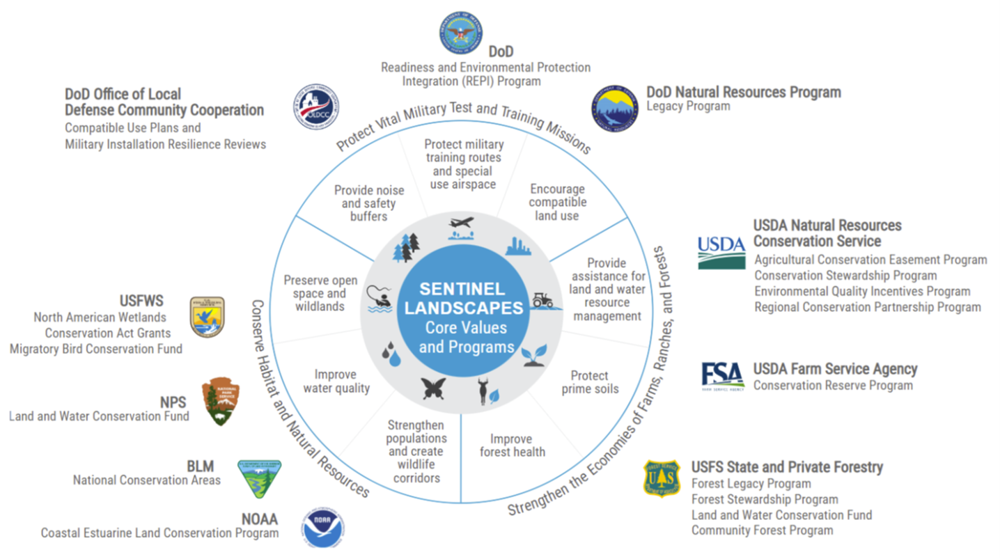 DoD
Readiness and Environmental Protection
Integration (REPI) Program
DoD Office of Local
Defense Community Cooperation
Compatible Use Plans and
Military Installation Resilience Reviews
OLDCC
DoD Natural Resources Program
Legacy Program
Protect Vital Military Test and Training Missions
Protect military
training routes
and special
use airspace
Provide noise
and safety
buffers
Encourage
compatible
land use
Preserve open
space and
wildlands
Provide
assistance for
land and water
resource
management
SENTINEL
LANDSCAPES
Core Values
and Programs
Improve
water quality
Protect
prime soils
Strengthen
populations
and create
wildlife
corridors
Improve
forest health
Conserve Habitat and Natural Resources
Strengthen the Economies of Farms, Ranches, and Forests
USDA
USDA Natural Resources
Conservation Service
Agricultural Conservation Easement Program
Conservation Stewardship Program
Environmental Quality Incentives Program
Regional Conservation Partnership Program
FSA
FARM SERVICE AGENCY
USDA Farm Service Agency
Conservation Reserve Program
UAS
USFS State and Private Forestry
Forest Legacy Program
Forest Stewardship Program
Land and Water Conservation Fund
Community Forest Program
USFWS
North American Wetlands
Conservation Act Grants
Migratory Bird Conservation Fund
NPS
Land and Water Conservation Fund
NATIONAL
PARK
SERVICE
BLM
National Conservation Areas
NOAA
Coastal Estuarine Land Conservation Program
NOAA